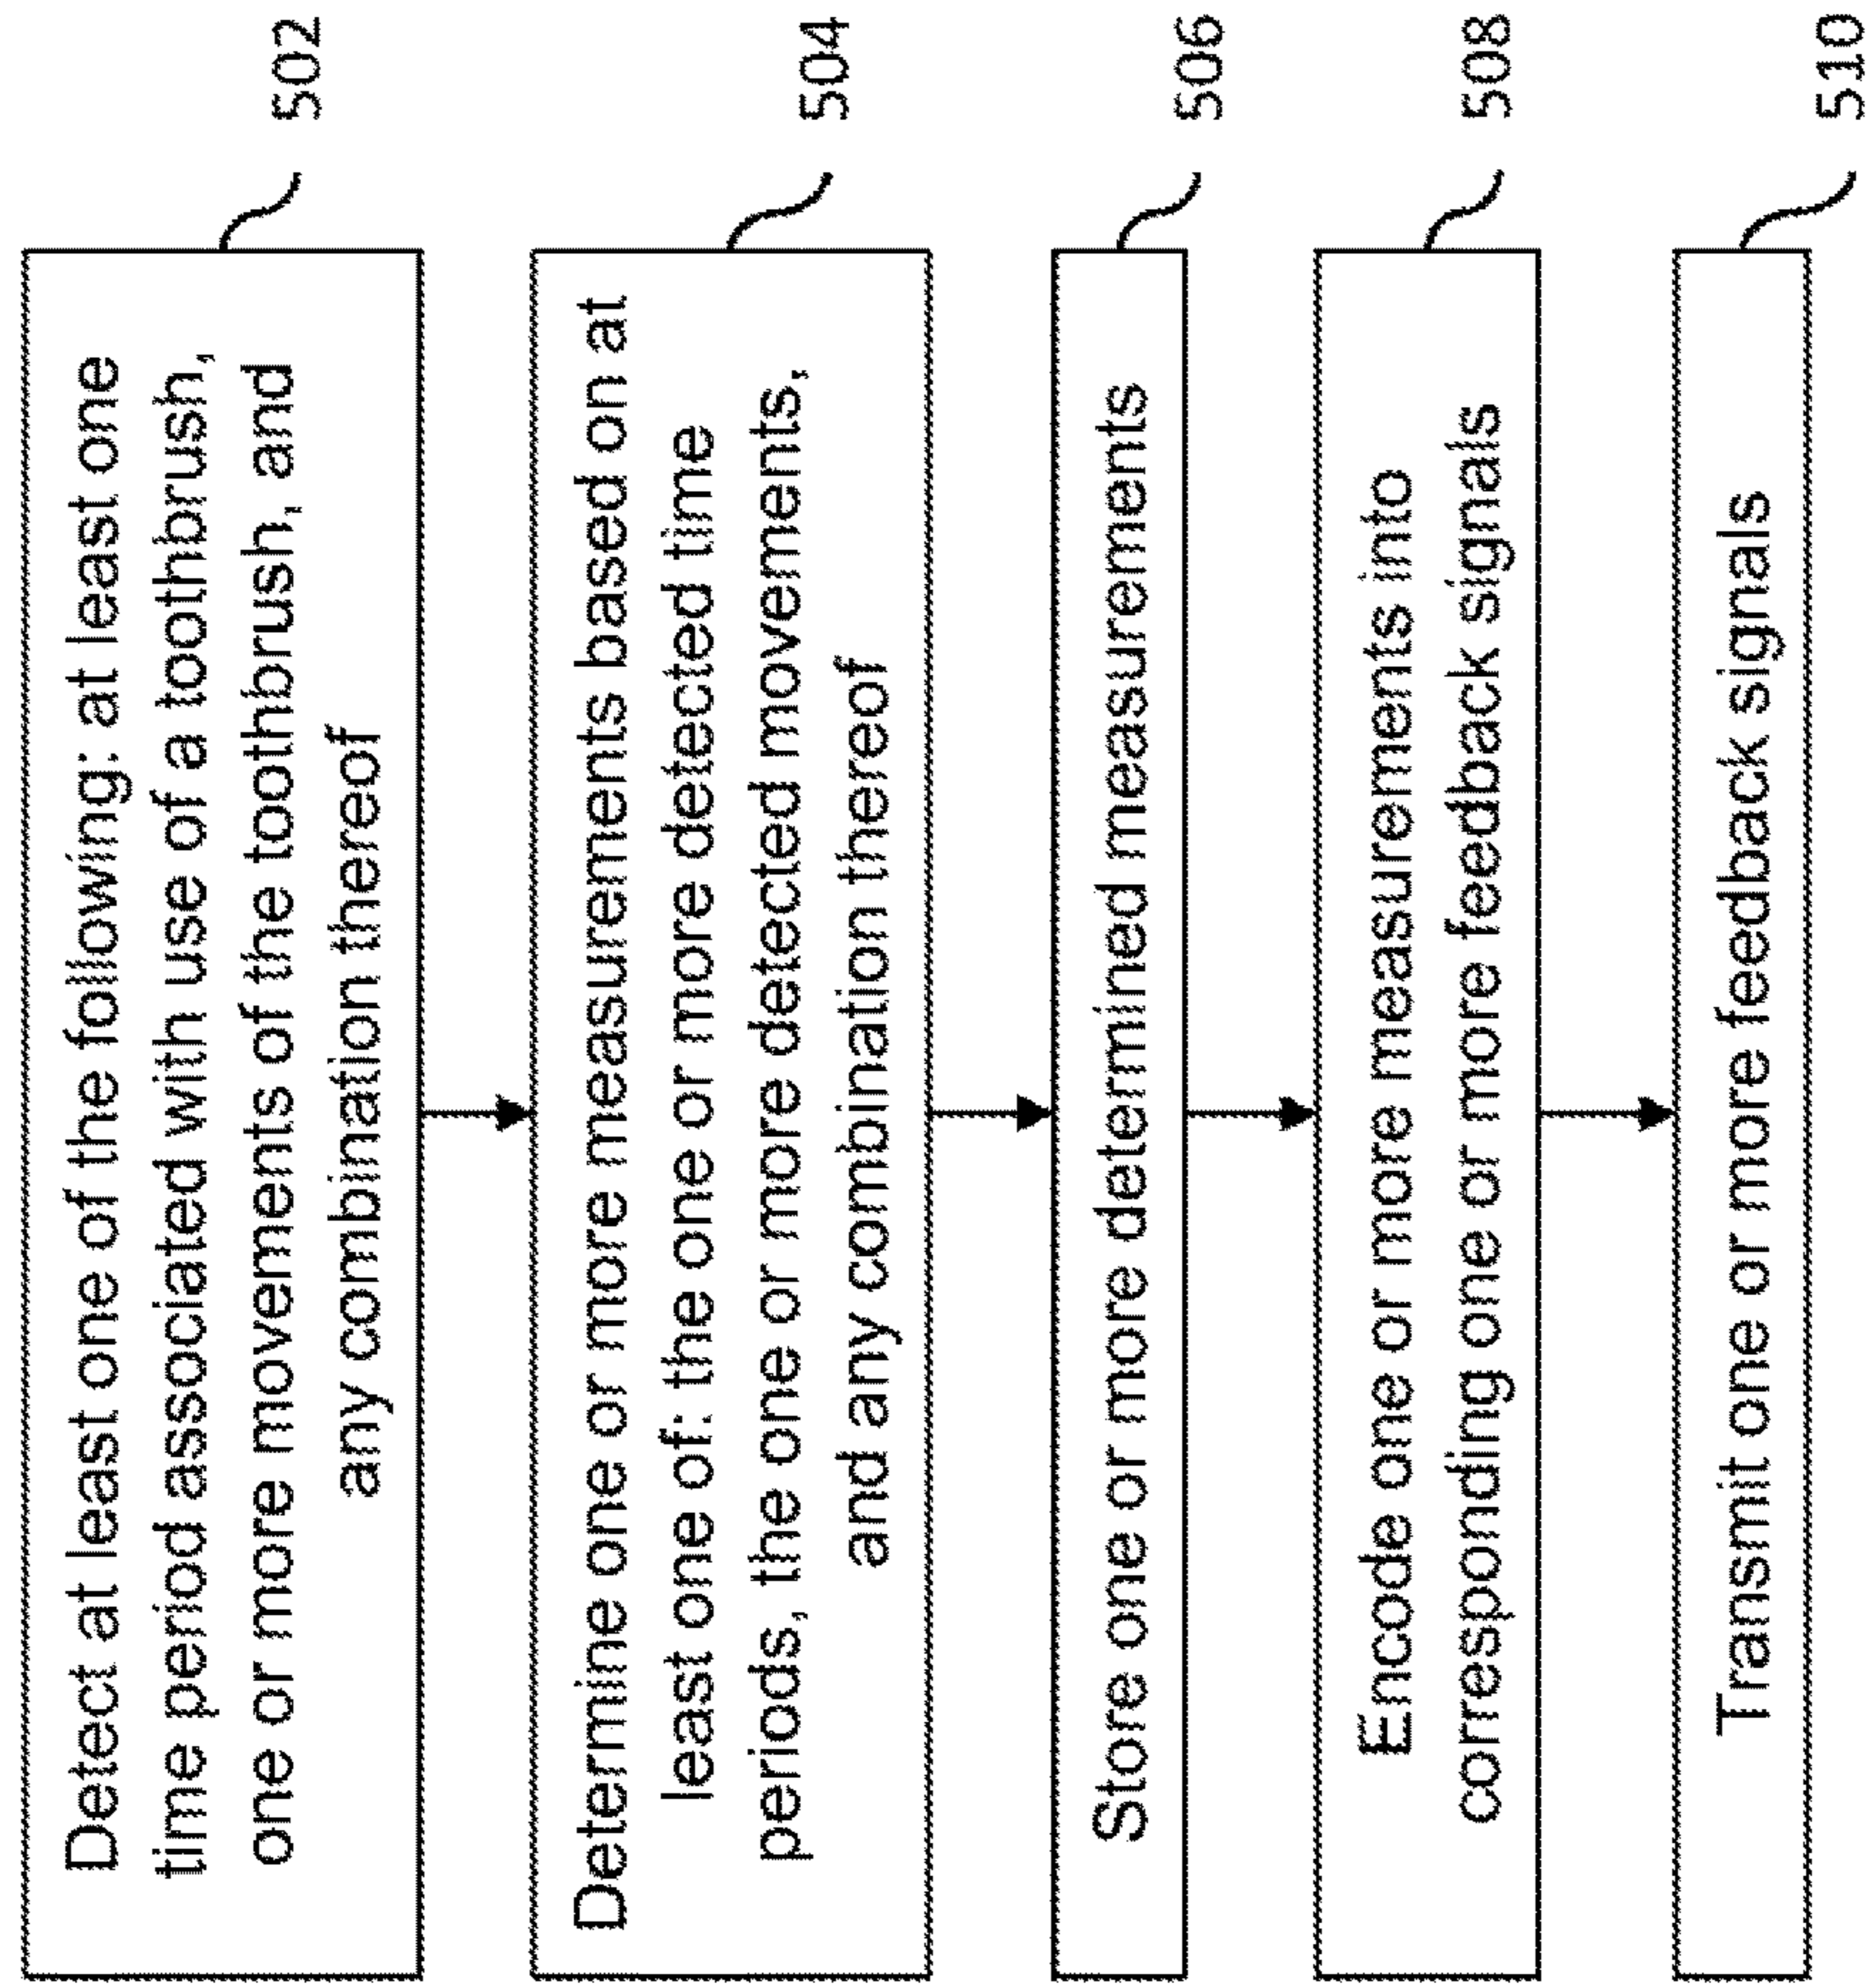 Detect at least one of the following: at least one
time period associated with use of a toothbrush,
one or more movements of the toothbrush, and
any combination thereof
502
Determine one or more measurements based on at
least one of: the one or more detected time
periods, the one or more detected movements,
and any combination thereof
504
Store one or more determined measurements
506
Encode one or more measurements into
corresponding one or more feedback signals
508
Transmit one or more feedback signals
510